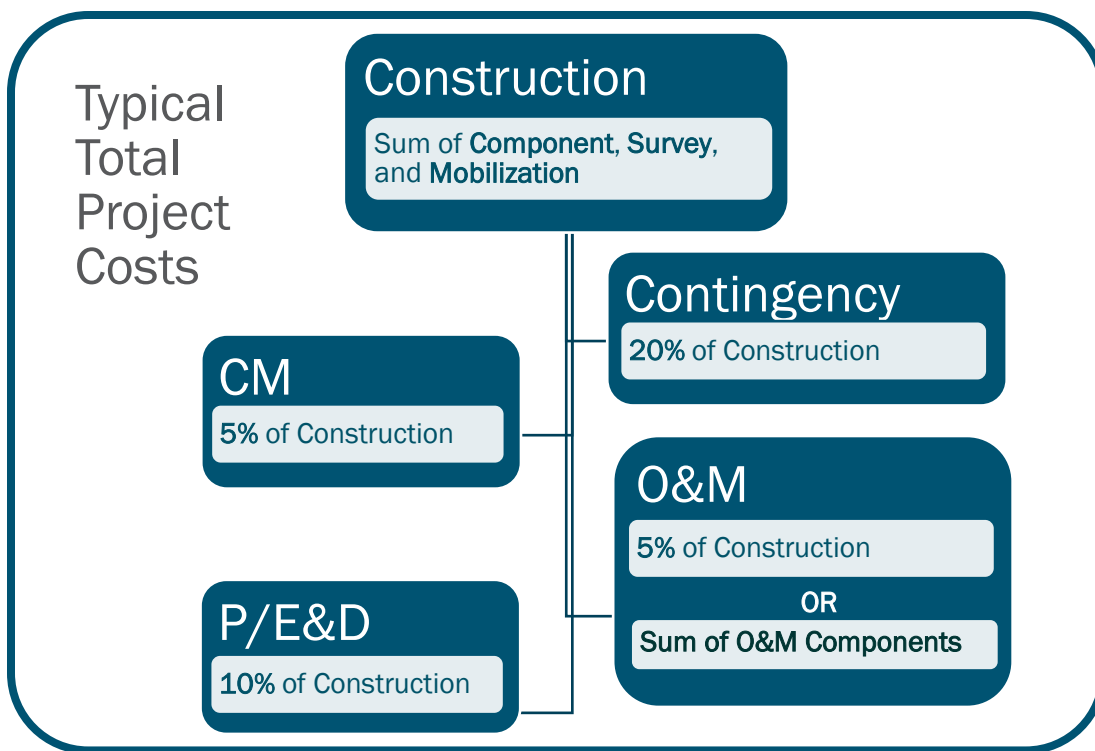 Typical
Total
Project
Costs
Construction
Sum of Component, Survey,
and Mobilization
Contingency
20% of Construction
CM
5% of Construction
O&M
5% of Construction
OR
Sum of O&M Components
P/E&D
10% of Construction